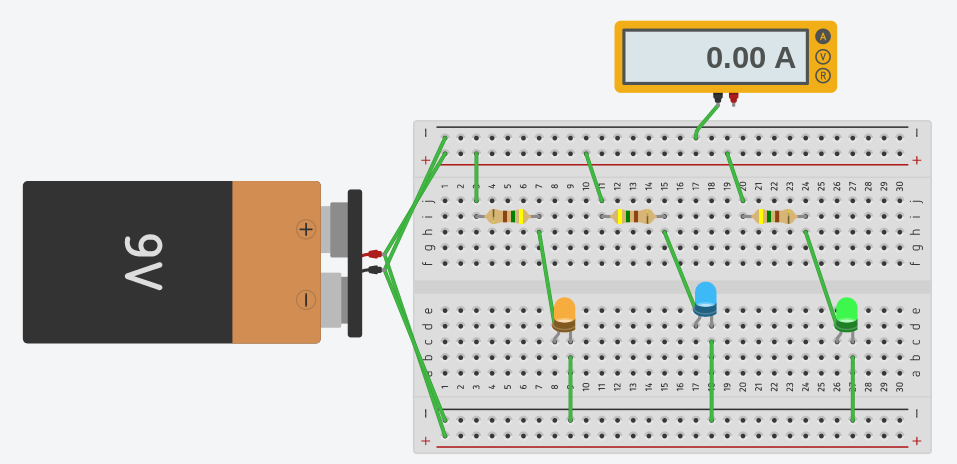 0.00 A
A
V
R
9V
+
−
− −
+ +
1 2 3 4 5 6 7 8 9 10 11 12 13 14 15 16 17 18 19 20 21 22 23 24 25 26 27 28 29 30
j j
i i
h h
g g
f f
e e
d d
c c
b b
a a
1 2 3 4 5 6 7 8 9 10 11 12 13 14 15 16 17 18 19 20 21 22 23 24 25 26 27 28 29 30
− −
+ +